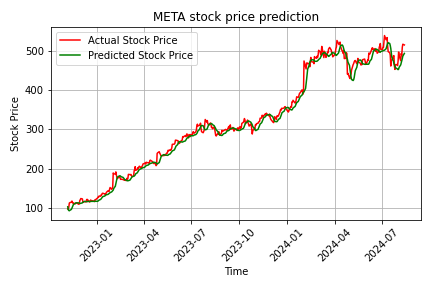 META stock price prediction
Actual Stock Price
Predicted Stock Price
Stock Price
500
400
300
200
100
2023-01
2023-04
2023-07
2023-10
2024-01
2024-04
2024-07
Time